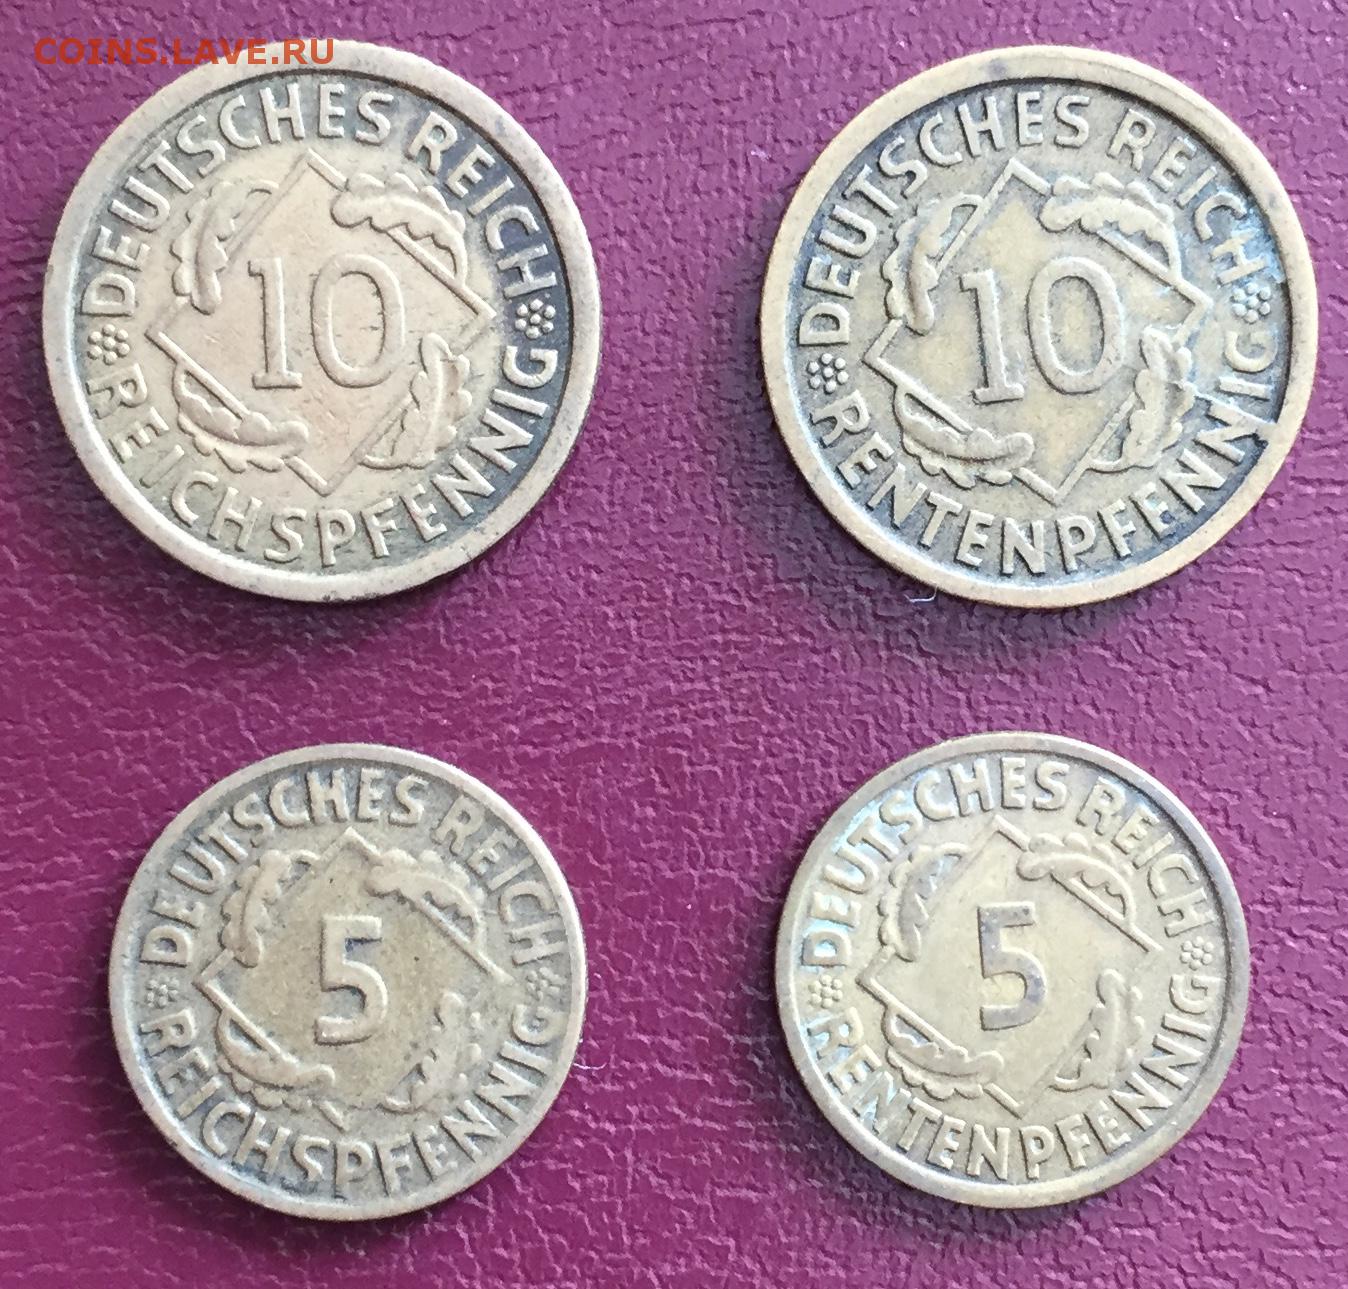 COINS.LAVE.RU
DEUTSCHES REICH
10
REICHSPFENNIG
DEUTSCHES REICH
10
RENTENPFENNIG
DEUTSCHES REICH
5
REICHSPFENNIG
DEUTSCHES REICH
5
RENTENPFENNIG